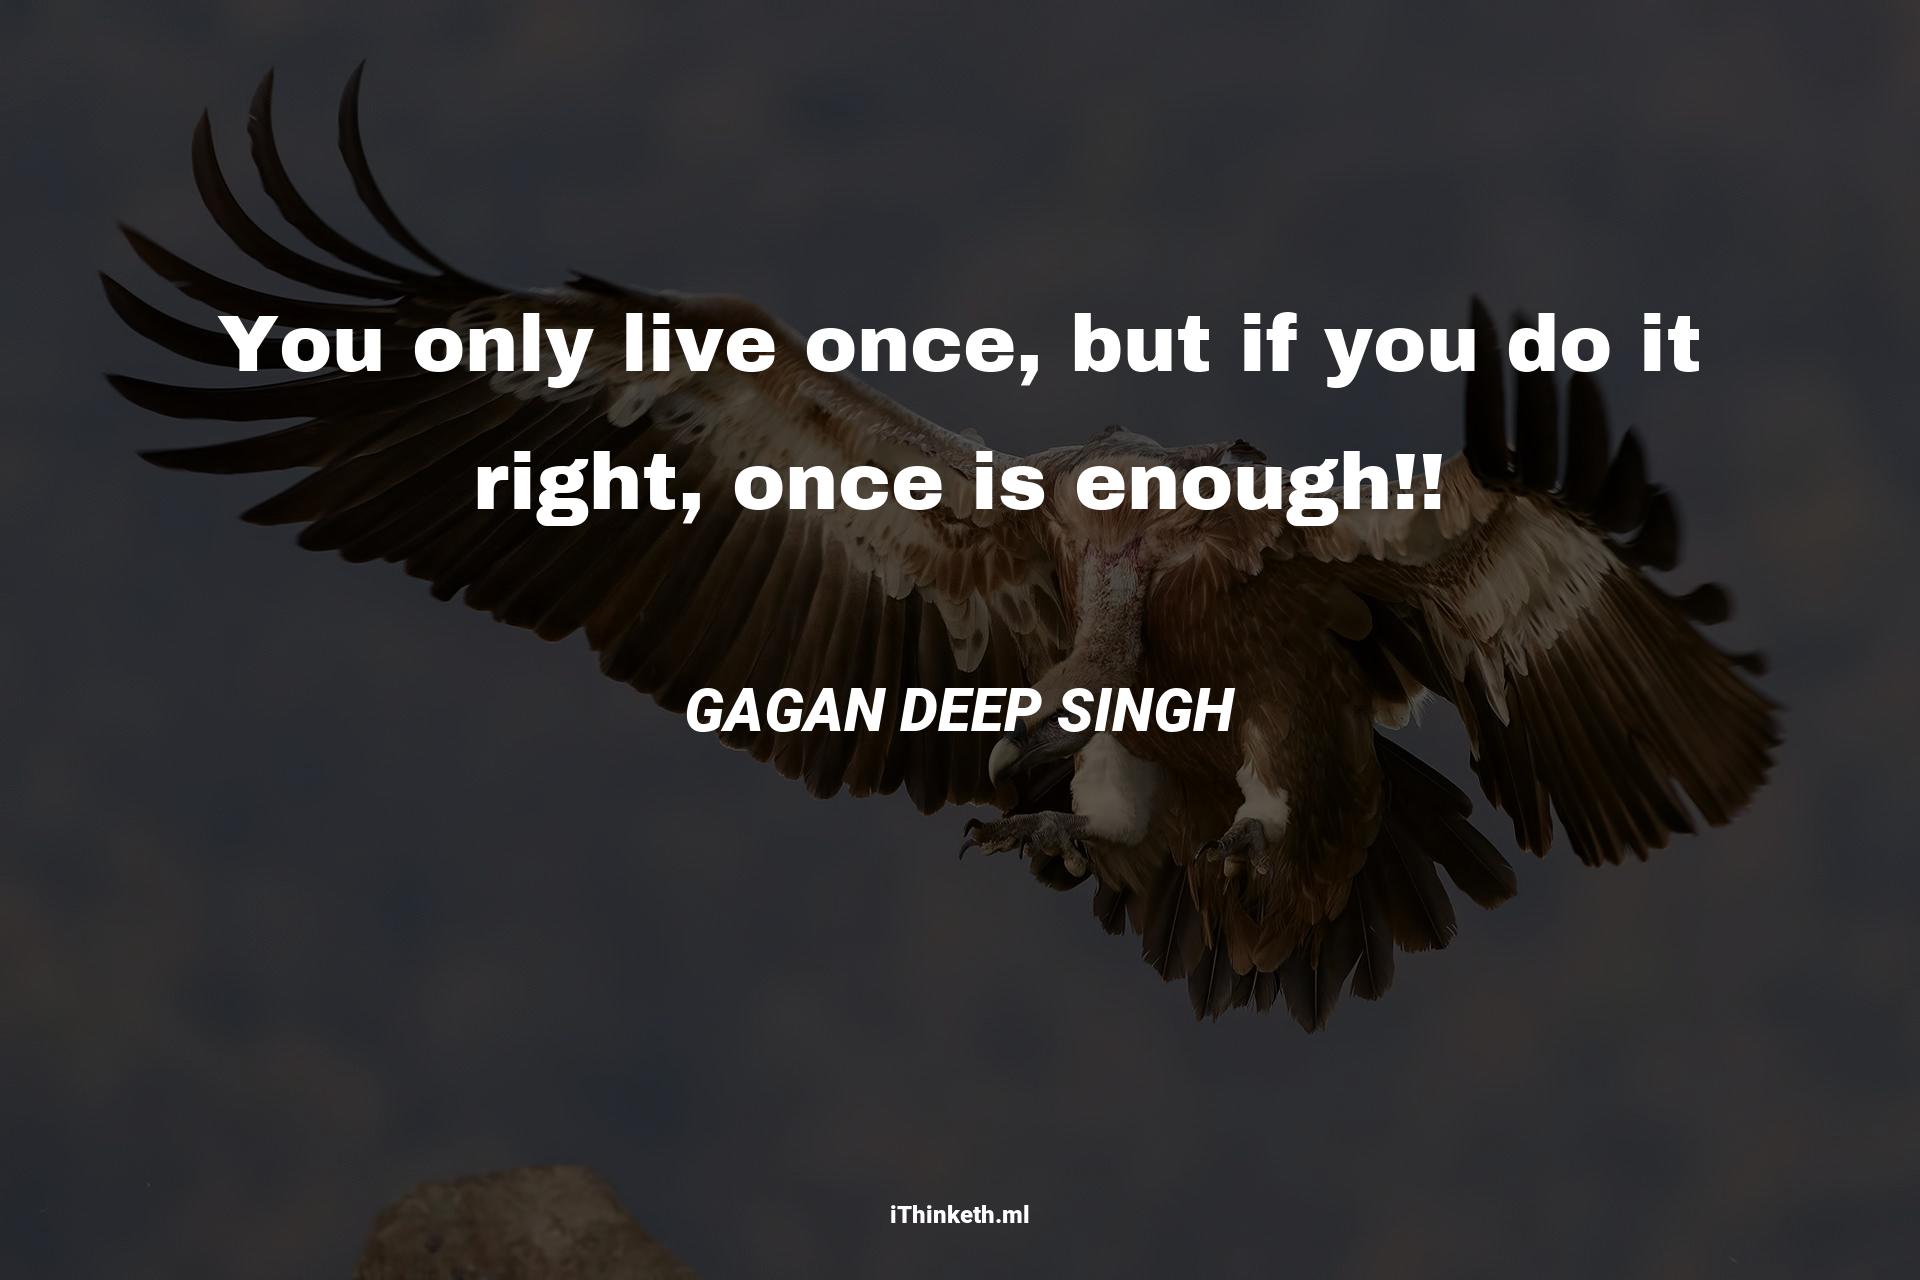 You only live once, but if you do it
right, once is enough!!
GAGAN DEEP SINGH
iThinketh.ml